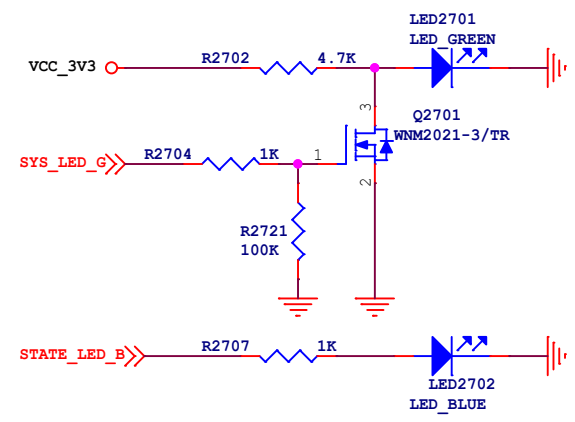 LED2701
LED_GREEN
VCC_3V3 R2702 4.7K
3
Q2701
WNM2021-3/TR
SYS_LED_G R2704 1K 1
2
R2721
100K
STATE_LED_B R2707 1K
LED2702
LED_BLUE